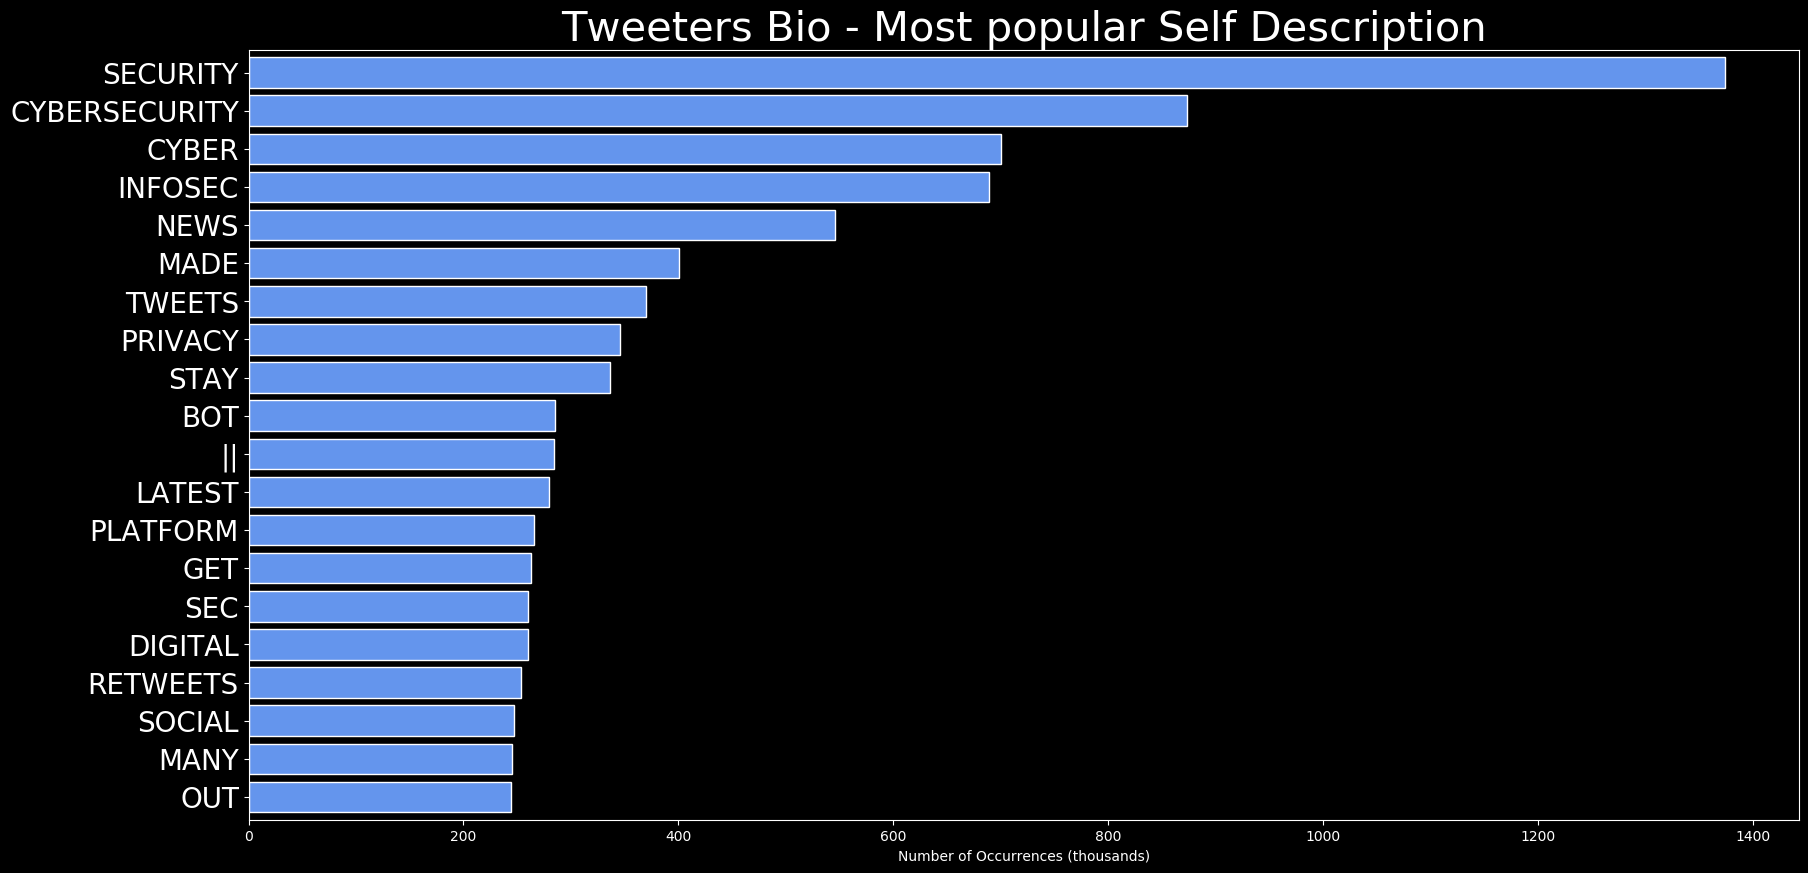 Tweeters Bio - Most popular Self Description
SECURITY
CYBERSECURITY
CYBER
INFOSEC
NEWS
MADE
TWEETS
PRIVACY
STAY
BOT
||
LATEST
PLATFORM
GET
SEC
DIGITAL
RETWEETS
SOCIAL
MANY
OUT
0 200 400 600 800 1000 1200 1400
Number of Occurrences (thousands)